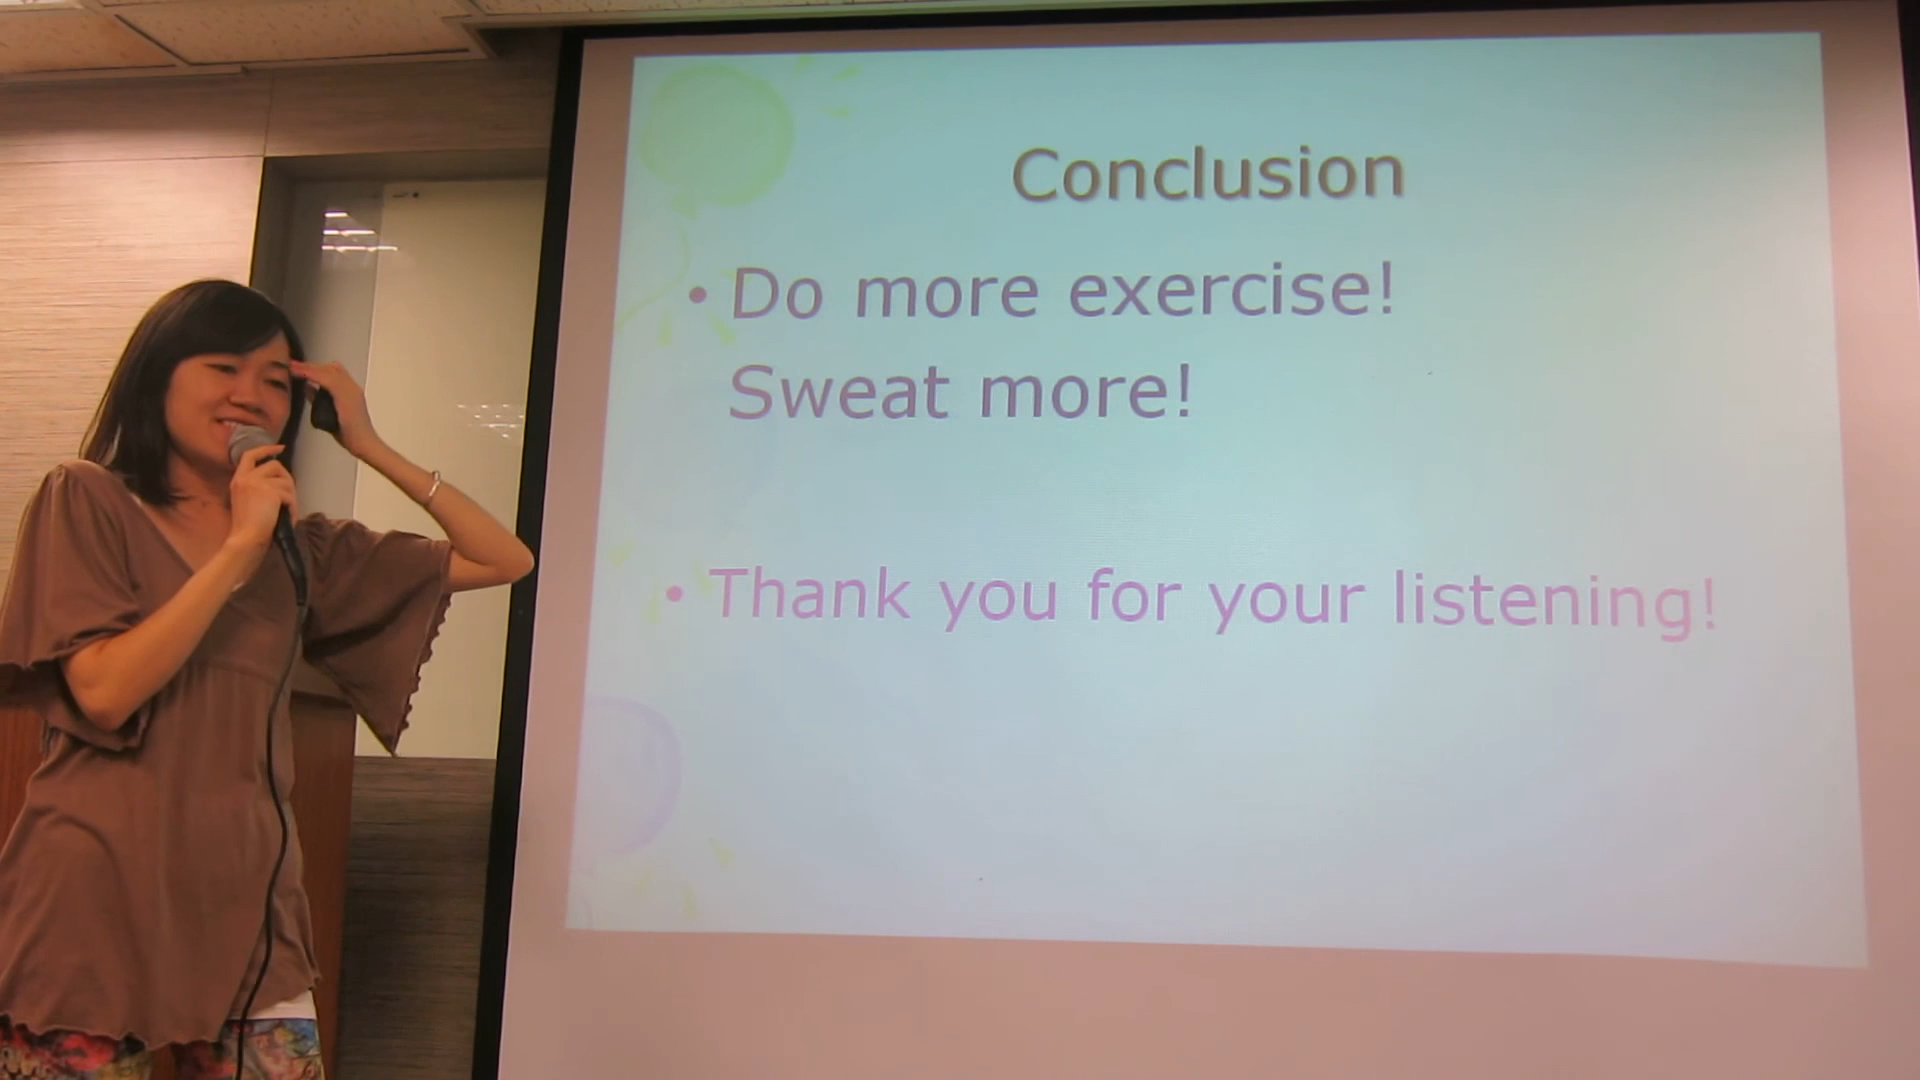 Conclusion
• Do more exercise!
Sweat more!
• Thank you for your listening!